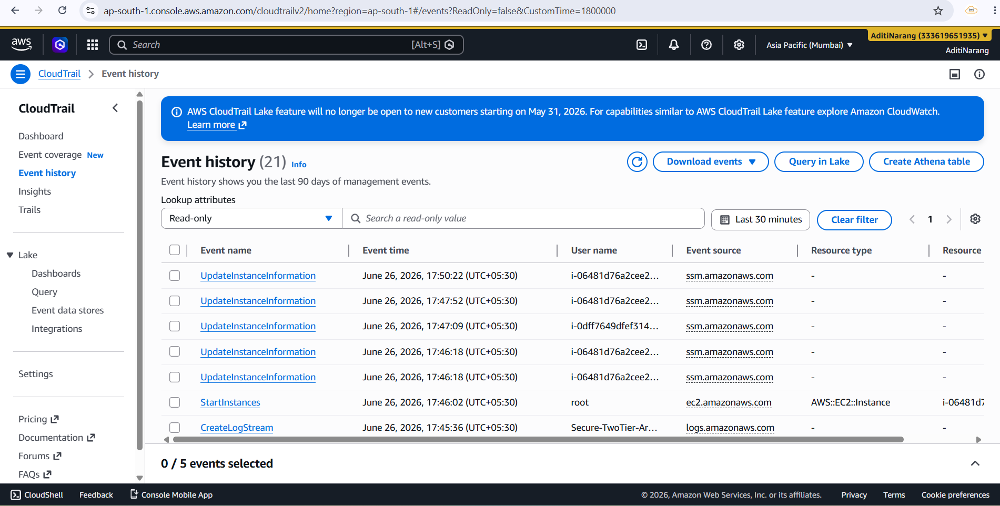 ap-south-1.console.aws.amazon.com/cloudtrailv2/home?region=ap-south-1#/events?ReadOnly=false&CustomTime=1800000
aws
Search
[Alt+S]
Asia Pacific (Mumbai)
AditiNarang (333619651935)
AditiNarang
CloudTrail
Event history
CloudTrail
Dashboard
Event coverage New
Event history
Insights
Trails
Lake
Dashboards
Query
Event data stores
Integrations
Settings
Pricing
Documentation
Forums
FAQs
AWS CloudTrail Lake feature will no longer be open to new customers starting on May 31, 2026. For capabilities similar to AWS CloudTrail Lake feature explore Amazon CloudWatch.
Learn more
Event history (21) Info
Download events
Query in Lake
Create Athena table
Event history shows you the last 90 days of management events.
Lookup attributes
Read-only
Search a read-only value
Last 30 minutes
Clear filter
1
Event name Event time User name Event source Resource type Resource
UpdateInstanceInformation June 26, 2026, 17:50:22 (UTC+05:30) i-06481d76a2cee2... ssm.amazonaws.com - -
UpdateInstanceInformation June 26, 2026, 17:47:52 (UTC+05:30) i-06481d76a2cee2... ssm.amazonaws.com - -
UpdateInstanceInformation June 26, 2026, 17:47:09 (UTC+05:30) i-0dff7649dfef314... ssm.amazonaws.com - -
UpdateInstanceInformation June 26, 2026, 17:46:18 (UTC+05:30) i-06481d76a2cee2... ssm.amazonaws.com - -
UpdateInstanceInformation June 26, 2026, 17:46:18 (UTC+05:30) i-06481d76a2cee2... ssm.amazonaws.com - -
StartInstances June 26, 2026, 17:46:02 (UTC+05:30) root ec2.amazonaws.com AWS::EC2::Instance i-06481d7
CreateLogStream June 26, 2026, 17:45:36 (UTC+05:30) Secure-TwoTier-Ar... logs.amazonaws.com - -
0 / 5 events selected
CloudShell
Feedback
Console Mobile App
© 2026, Amazon Web Services, Inc. or its affiliates.
Privacy
Terms
Cookie preferences